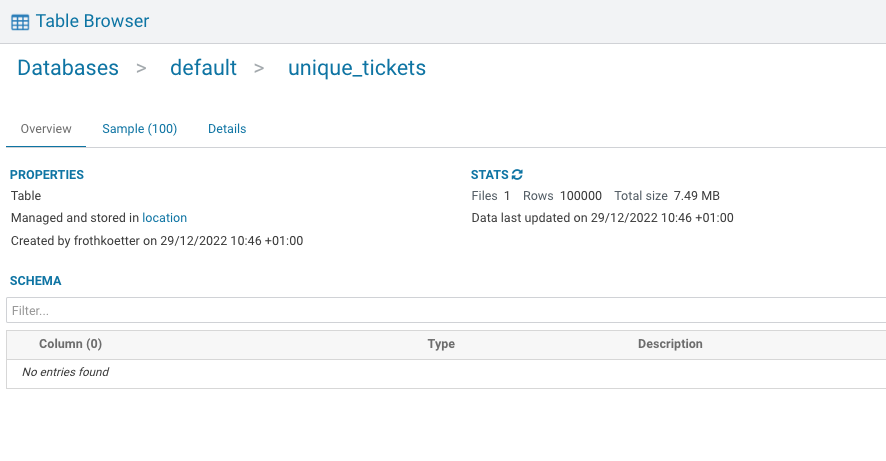 Table Browser
Databases > default > unique_tickets
Overview Sample (100) Details
PROPERTIES
Table
Managed and stored in location
Created by frothkoetter on 29/12/2022 10:46 +01:00
STATS
Files 1 Rows 100000 Total size 7.49 MB
Data last updated on 29/12/2022 10:46 +01:00
SCHEMA
Filter...
Column (0) Type Description
No entries found